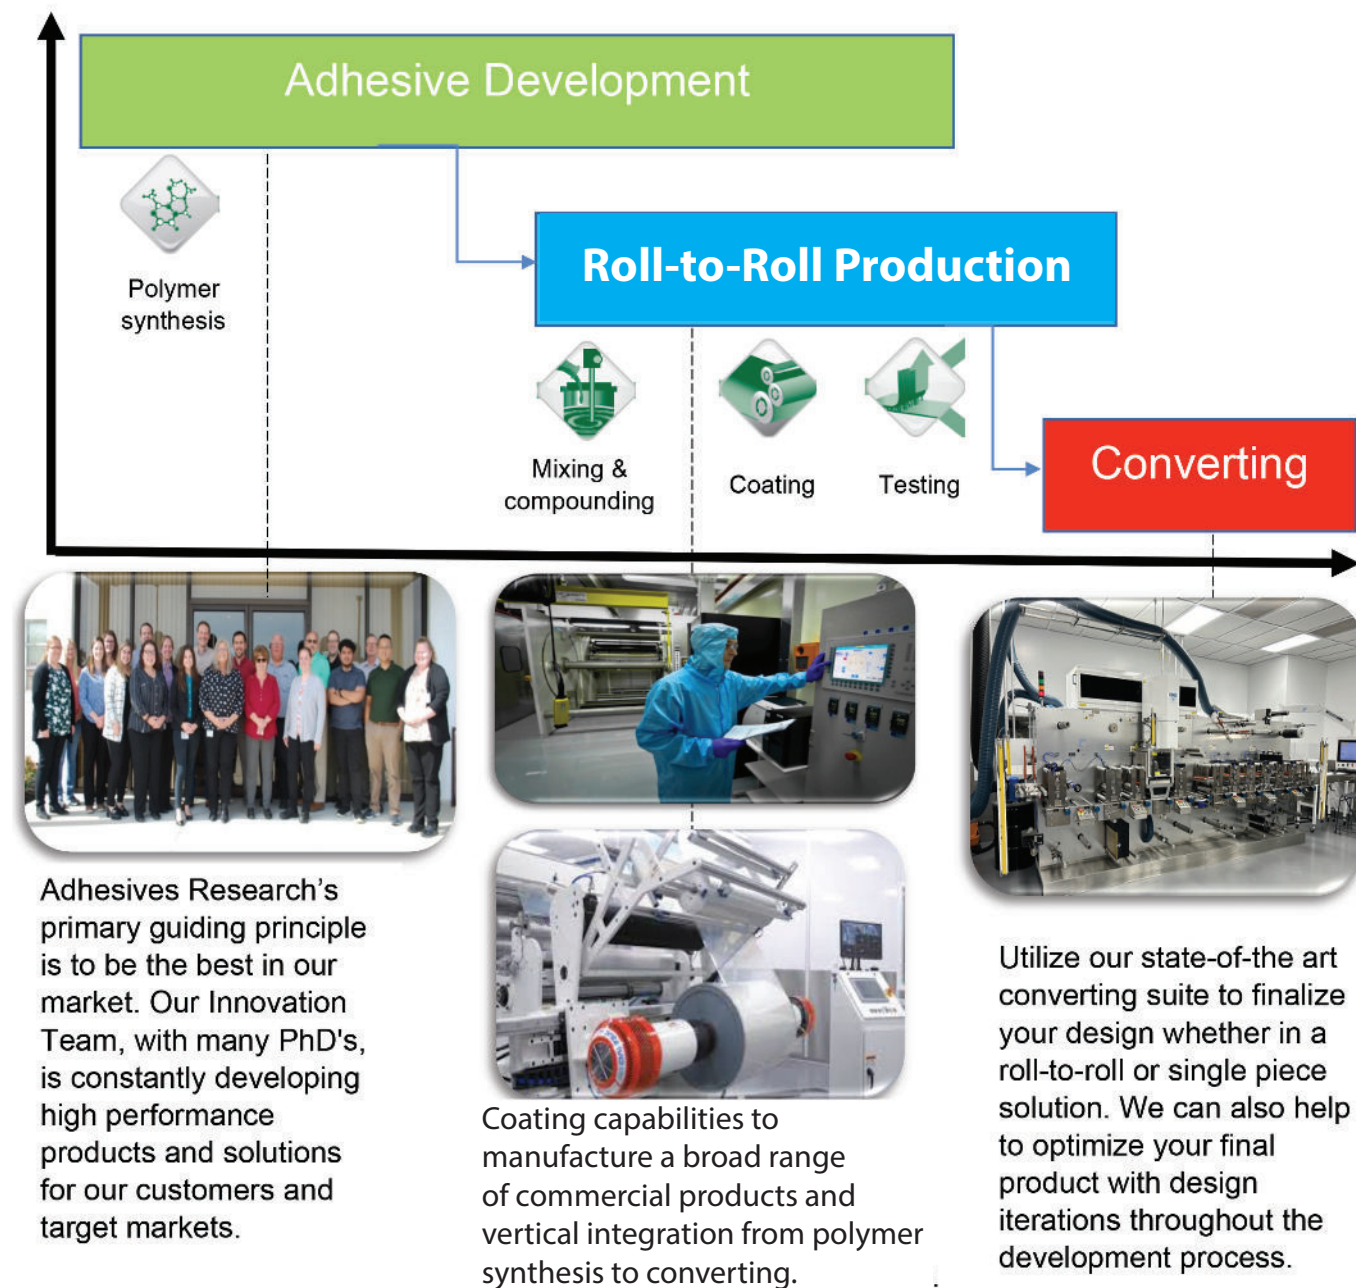 Adhesive Development
Polymer
synthesis
Roll-to-Roll Production
Mixing &
compounding
Coating
Testing
Converting
Adhesives Research’s
primary guiding principle
is to be the best in our
market. Our Innovation
Team, with many PhD's,
is constantly developing
high performance
products and solutions
for our customers and
target markets.
Coating capabilities to
manufacture a broad range
of commercial products and
vertical integration from polymer
synthesis to converting.
.
Utilize our state-of-the art
converting suite to finalize
your design whether in a
roll-to-roll or single piece
solution. We can also help
to optimize your final
product with design
iterations throughout the
development process.